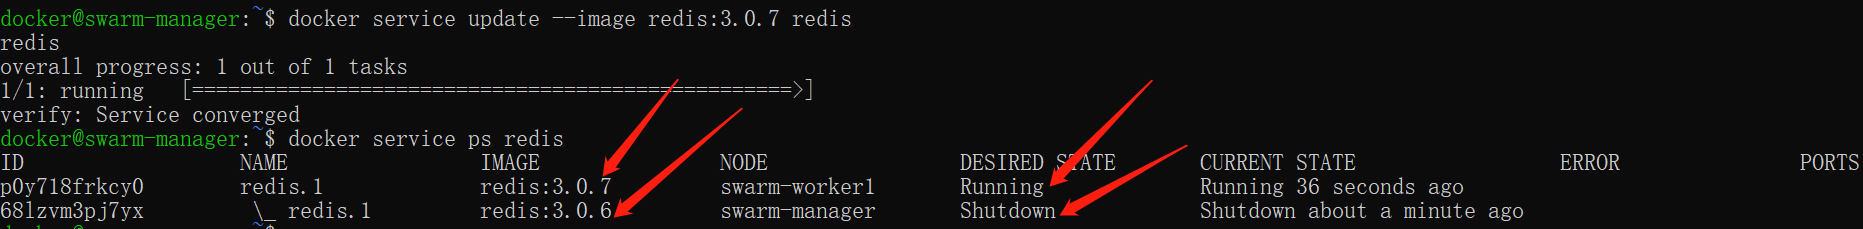 docker@swarm-manager:~$ docker service update --image redis:3.0.7 redis
redis
overall progress: 1 out of 1 tasks
1/1: running   [==================================================>]
verify: Service converged
docker@swarm-manager:~$ docker service ps redis
ID                  NAME                IMAGE               NODE                DESIRED STATE       CURRENT STATE                 ERROR               PORTS
p0y718frkcy0        redis.1             redis:3.0.7         swarm-worker1       Running             Running 36 seconds ago
68lzvm3pj7yx         \_ redis.1         redis:3.0.6         swarm-manager       Shutdown            Shutdown about a minute ago